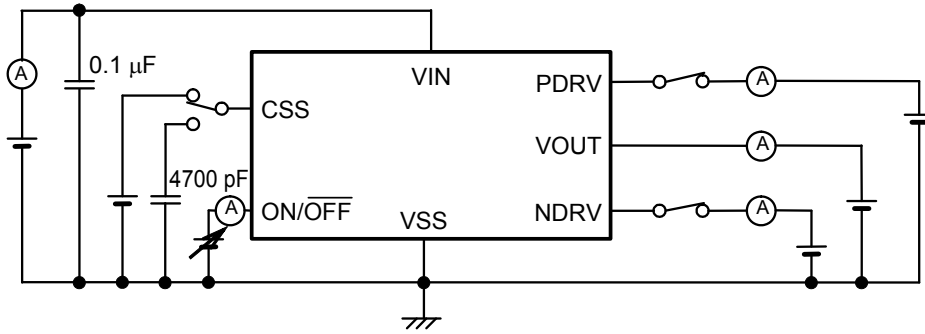 A
0.1 μF
VIN
PDRV
A
CSS
VOUT
A
4700 pF
A
ON/OFF
VSS
NDRV
A